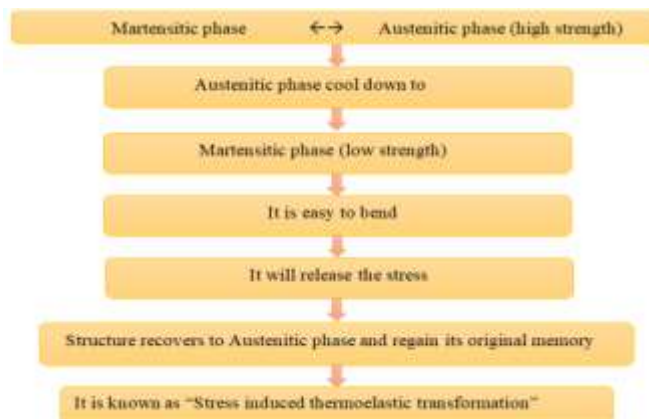 Martensitic phase ←→ Austenitic phase (high strength)
Austenitic phase cool down to
Martensitic phase (low strength)
It is easy to bend
It will release the stress
Structure recovers to Austenitic phase and regain its original memory
It is known as “Stress induced thermoelastic transformation”